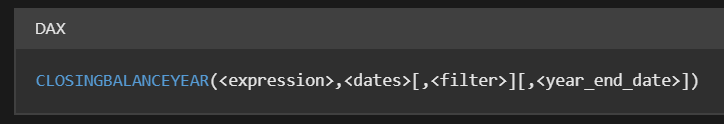 DAX
CLOSINGBALANCEYEAR(<expression>,<dates>[,<filter>][,<year_end_date>])